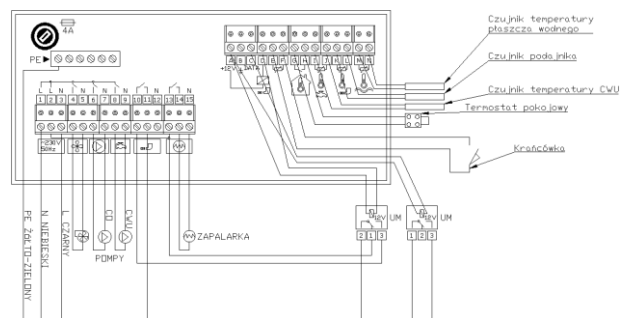 4A
PE
A B C D E F G H I J K L M N
+12V ⊥ DATA
Czujnik temperatury
płaszcza wodnego
Czujnik podajnika
Czujnik temperatury CWU
Termostat pokojowy
Krańcówka
L L N L N L N L N L N
1 2 3 4 5 6 7 8 9 10 11 12 13 14 15
~230V
50Hz
12V UM
12V UM
2 1 3
1 2 3
ZAPALARKA
CO
CWU
POMPY
L CZARNY
N NIEBIESKI
PE ŻÓŁTO-ZIELONY